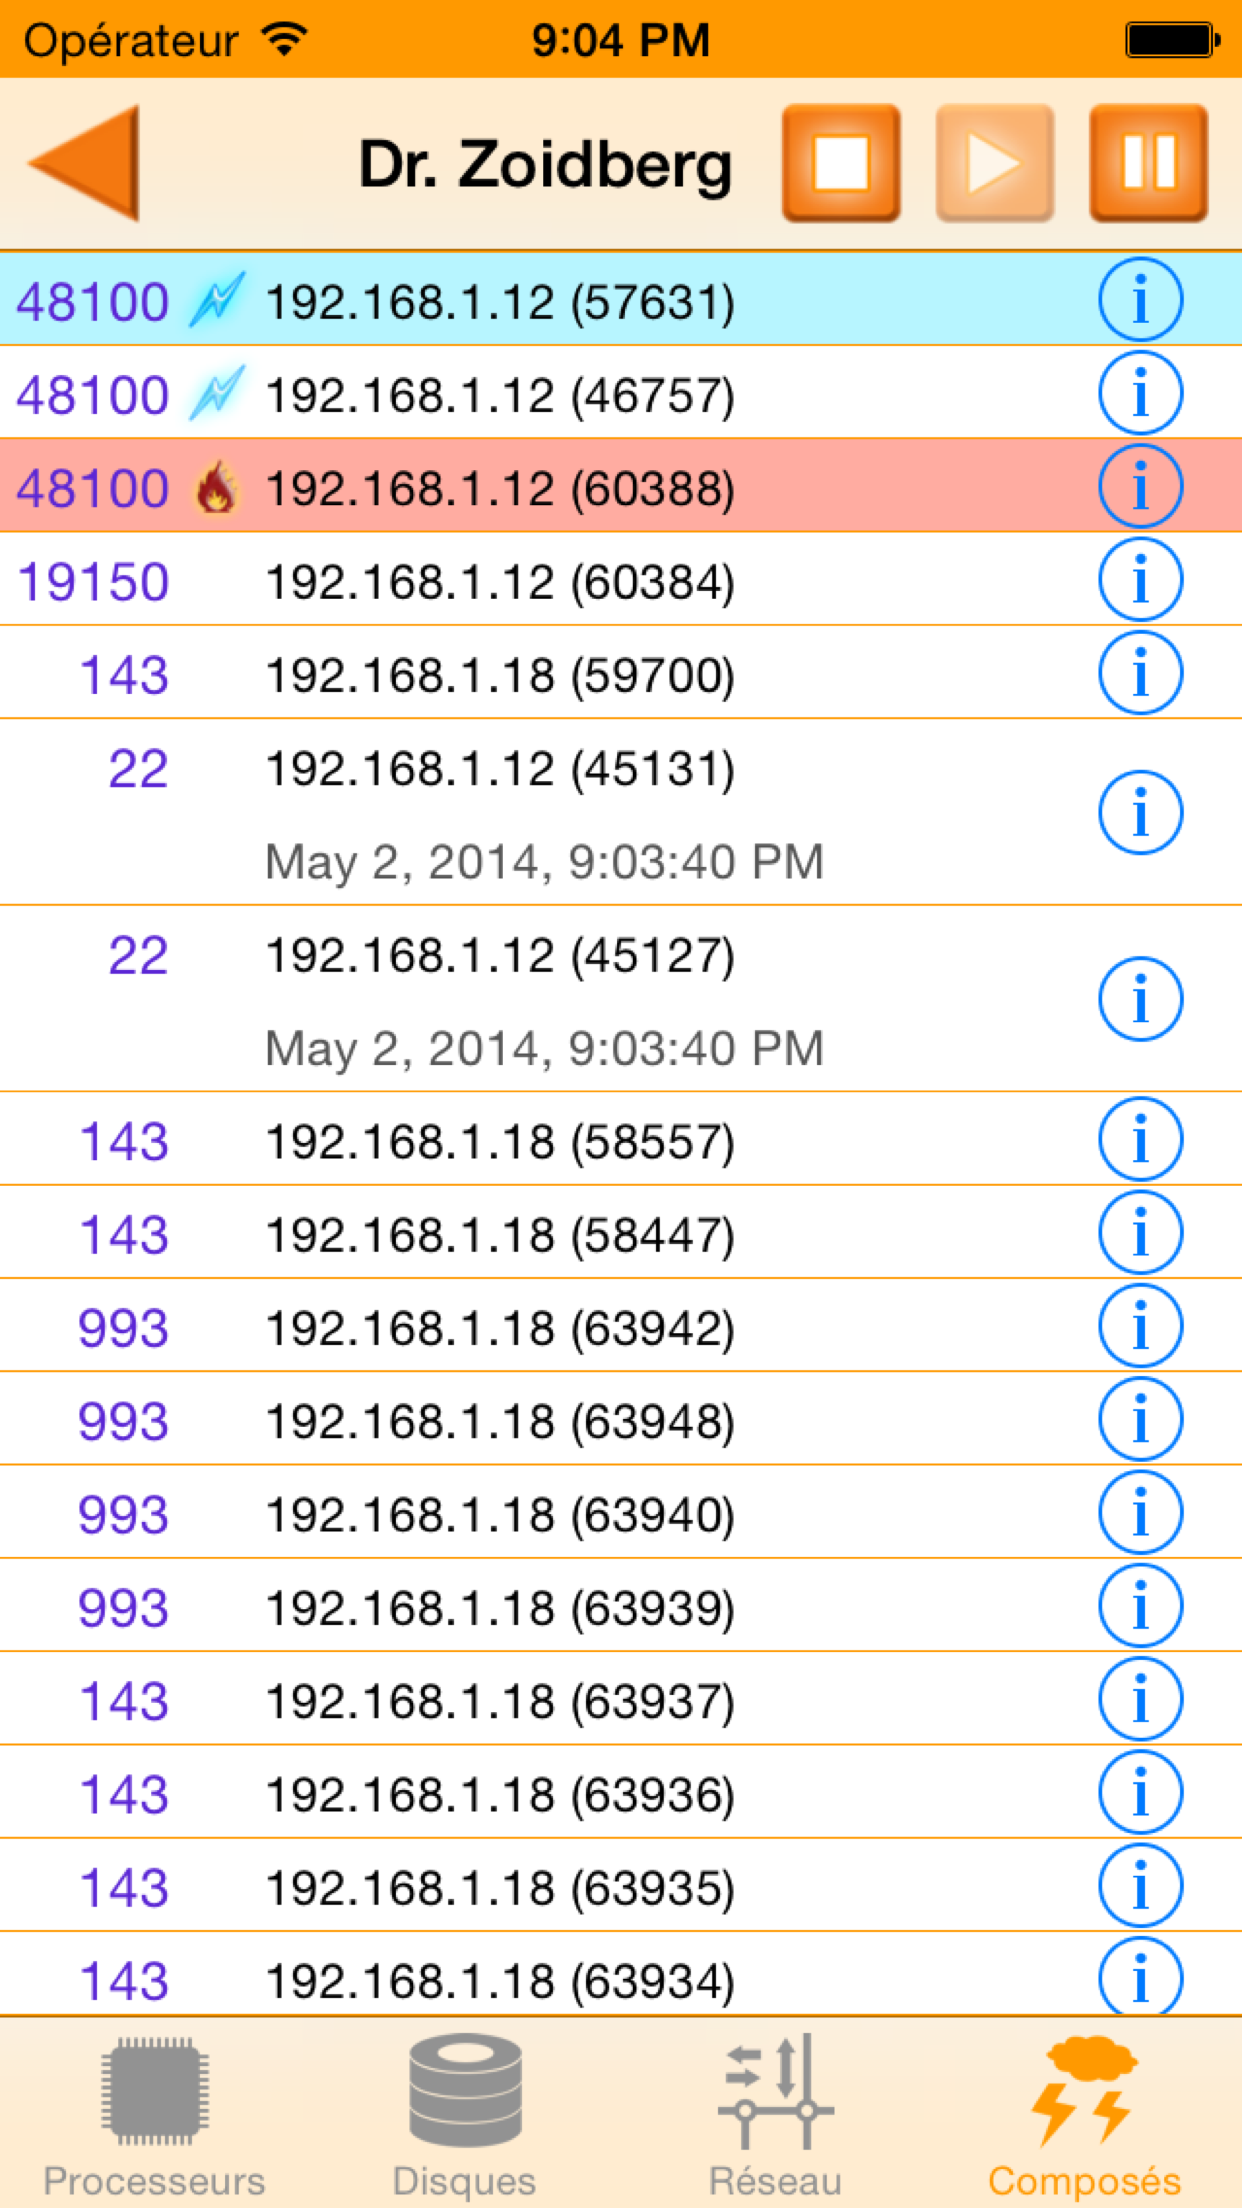 Opérateur 9:04 PM
Dr. Zoidberg
48100 192.168.1.12 (57631) i
48100 192.168.1.12 (46757) i
48100 192.168.1.12 (60388) i
19150 192.168.1.12 (60384) i
143 192.168.1.18 (59700) i
22 192.168.1.12 (45131) i
May 2, 2014, 9:03:40 PM
22 192.168.1.12 (45127) i
May 2, 2014, 9:03:40 PM
143 192.168.1.18 (58557) i
143 192.168.1.18 (58447) i
993 192.168.1.18 (63942) i
993 192.168.1.18 (63948) i
993 192.168.1.18 (63940) i
993 192.168.1.18 (63939) i
143 192.168.1.18 (63937) i
143 192.168.1.18 (63936) i
143 192.168.1.18 (63935) i
143 192.168.1.18 (63934) i
Processeurs Disques Réseau Composés